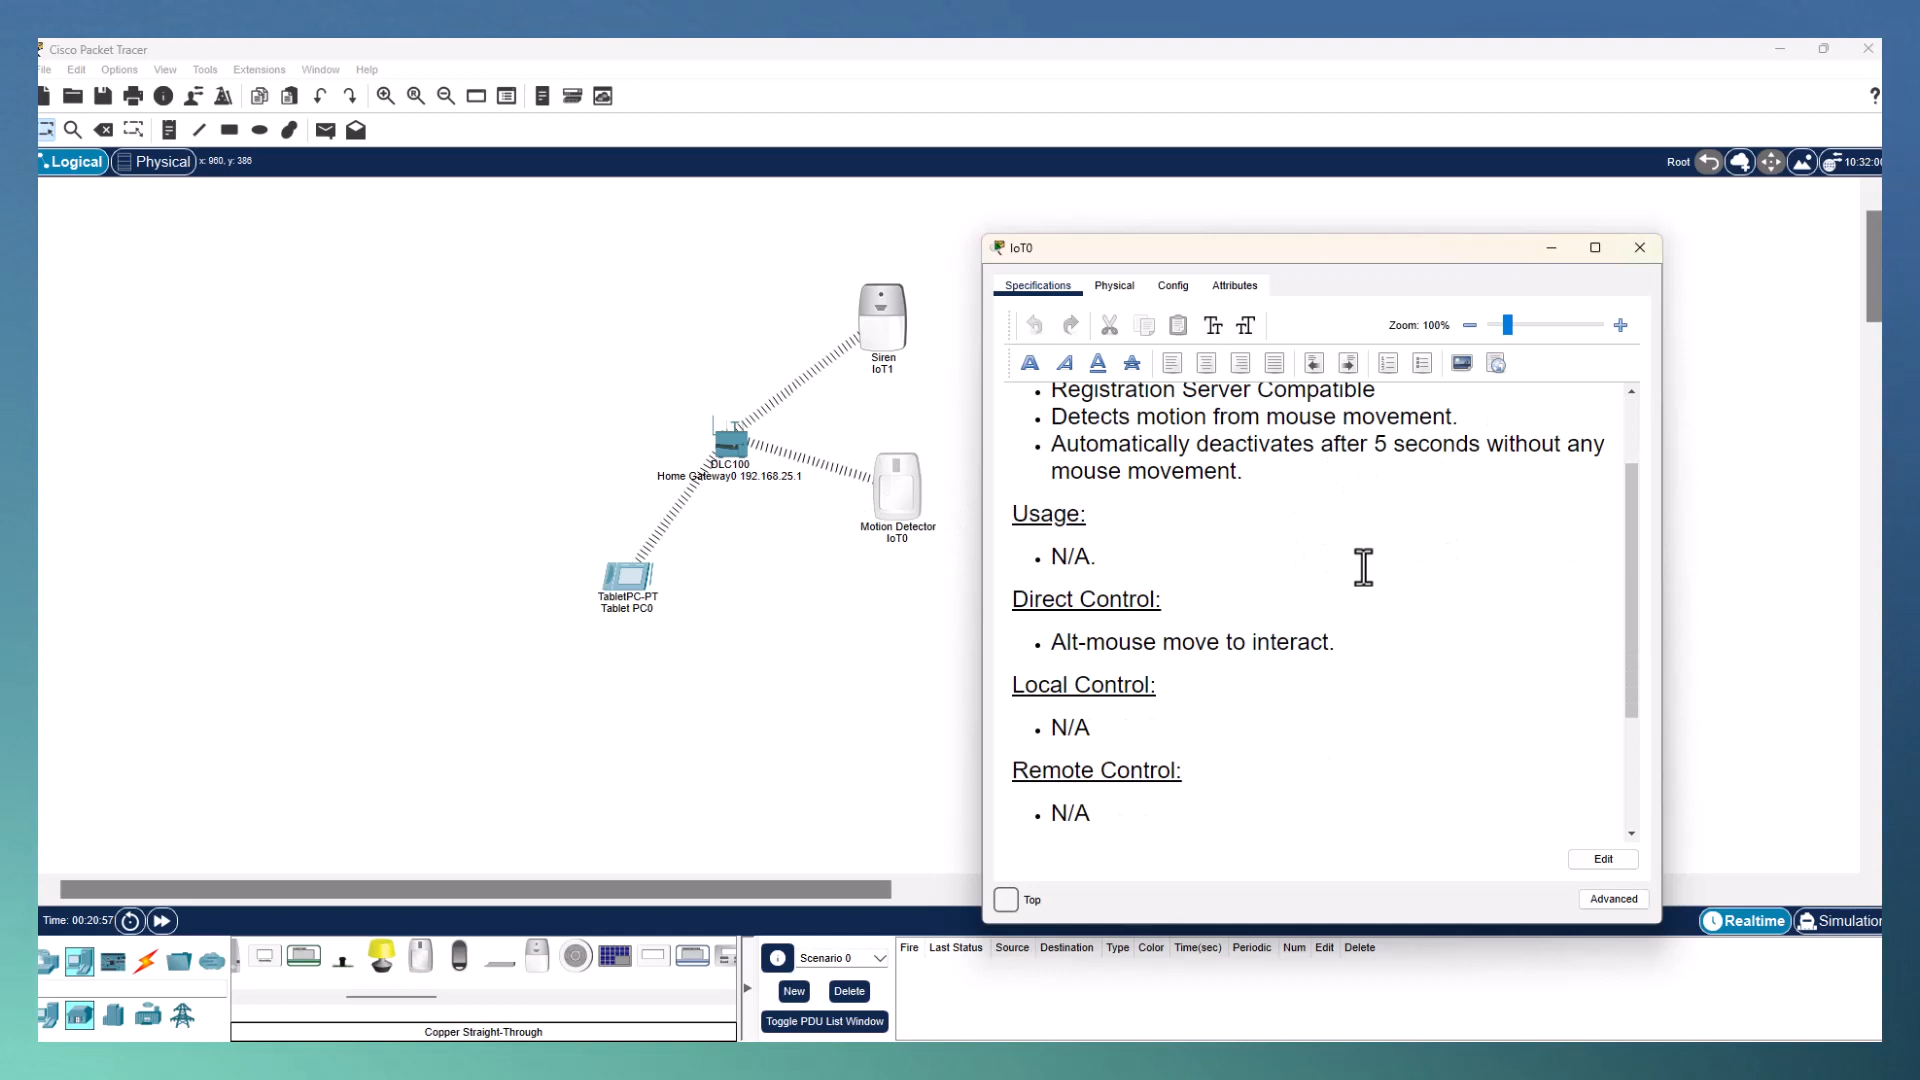 Cisco Packet Tracer
ile Edit Options View Tools Extensions Window Help
Logical Physical x: 960, y: 386
Root 10:32:00
Siren
IoT1
DLC100
Home Gateway0 192.168.25.1
Motion Detector
IoT0
TabletPC-PT
Tablet PC0
IoT0
Specifications Physical Config Attributes
Zoom: 100%
• Registration Server Compatible
• Detects motion from mouse movement.
• Automatically deactivates after 5 seconds without any
mouse movement.
Usage:
• N/A.
Direct Control:
• Alt-mouse move to interact.
Local Control:
• N/A
Remote Control:
• N/A
Edit
Top
Advanced
Time: 00:20:57
Realtime Simulation
Scenario 0
New Delete
Toggle PDU List Window
Fire Last Status Source Destination Type Color Time(sec) Periodic Num Edit Delete
Copper Straight-Through